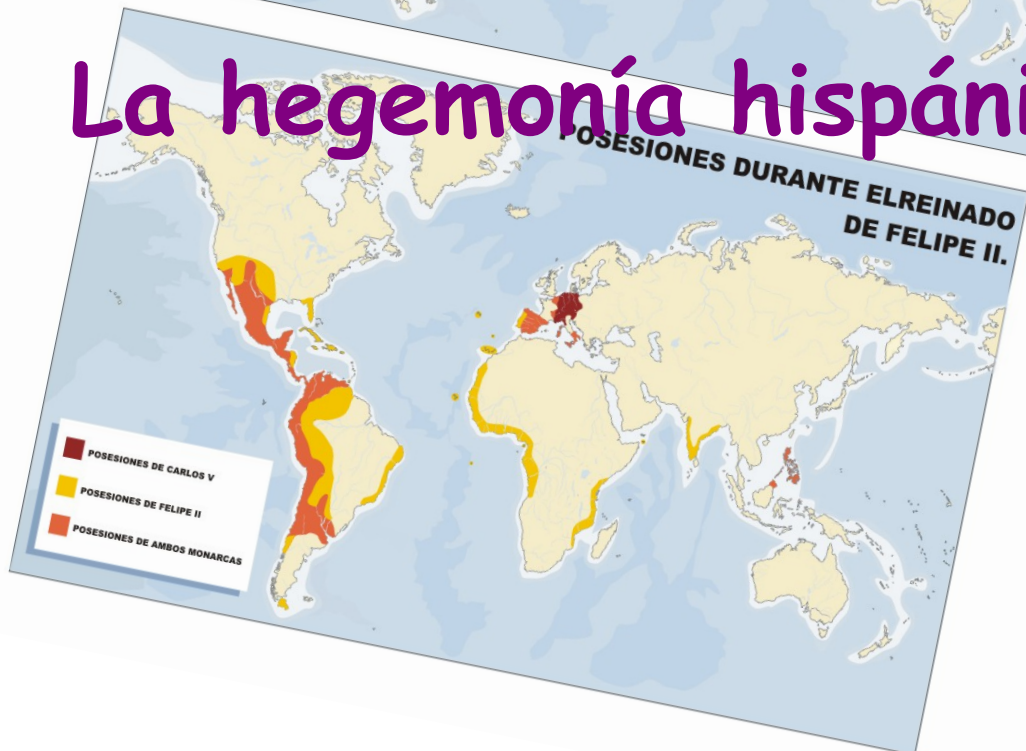 La hegemonía hispáni
POSESIONES DURANTE ELREINADO
DE FELIPE II.
POSESIONES DE CARLOS V
POSESIONES DE FELIPE II
POSESIONES DE AMBOS MONARCAS